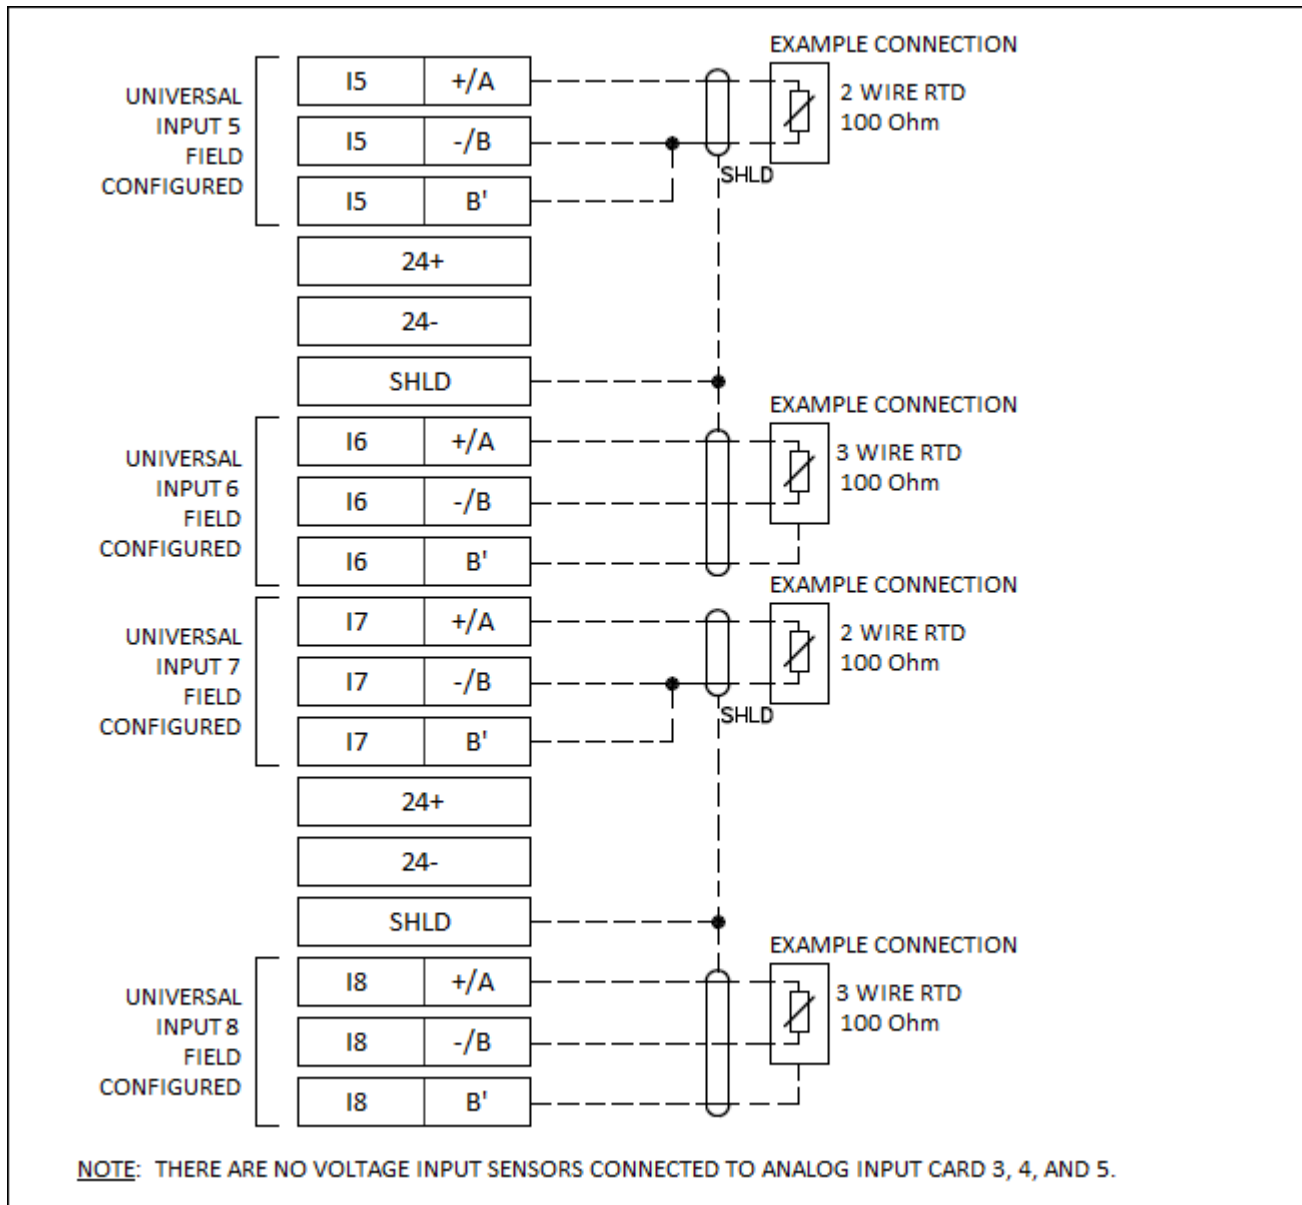 EXAMPLE CONNECTION
I5 +/A
2 WIRE RTD
100 Ohm
UNIVERSAL
INPUT 5
FIELD
CONFIGURED
I5 -/B
SHLD
I5 B'
24+
24-
SHLD
EXAMPLE CONNECTION
I6 +/A
3 WIRE RTD
100 Ohm
UNIVERSAL
INPUT 6
FIELD
CONFIGURED
I6 -/B
I6 B'
EXAMPLE CONNECTION
I7 +/A
2 WIRE RTD
100 Ohm
UNIVERSAL
INPUT 7
FIELD
CONFIGURED
I7 -/B
SHLD
I7 B'
24+
24-
SHLD
EXAMPLE CONNECTION
I8 +/A
3 WIRE RTD
100 Ohm
UNIVERSAL
INPUT 8
FIELD
CONFIGURED
I8 -/B
I8 B'
NOTE: THERE ARE NO VOLTAGE INPUT SENSORS CONNECTED TO ANALOG INPUT CARD 3, 4, AND 5.